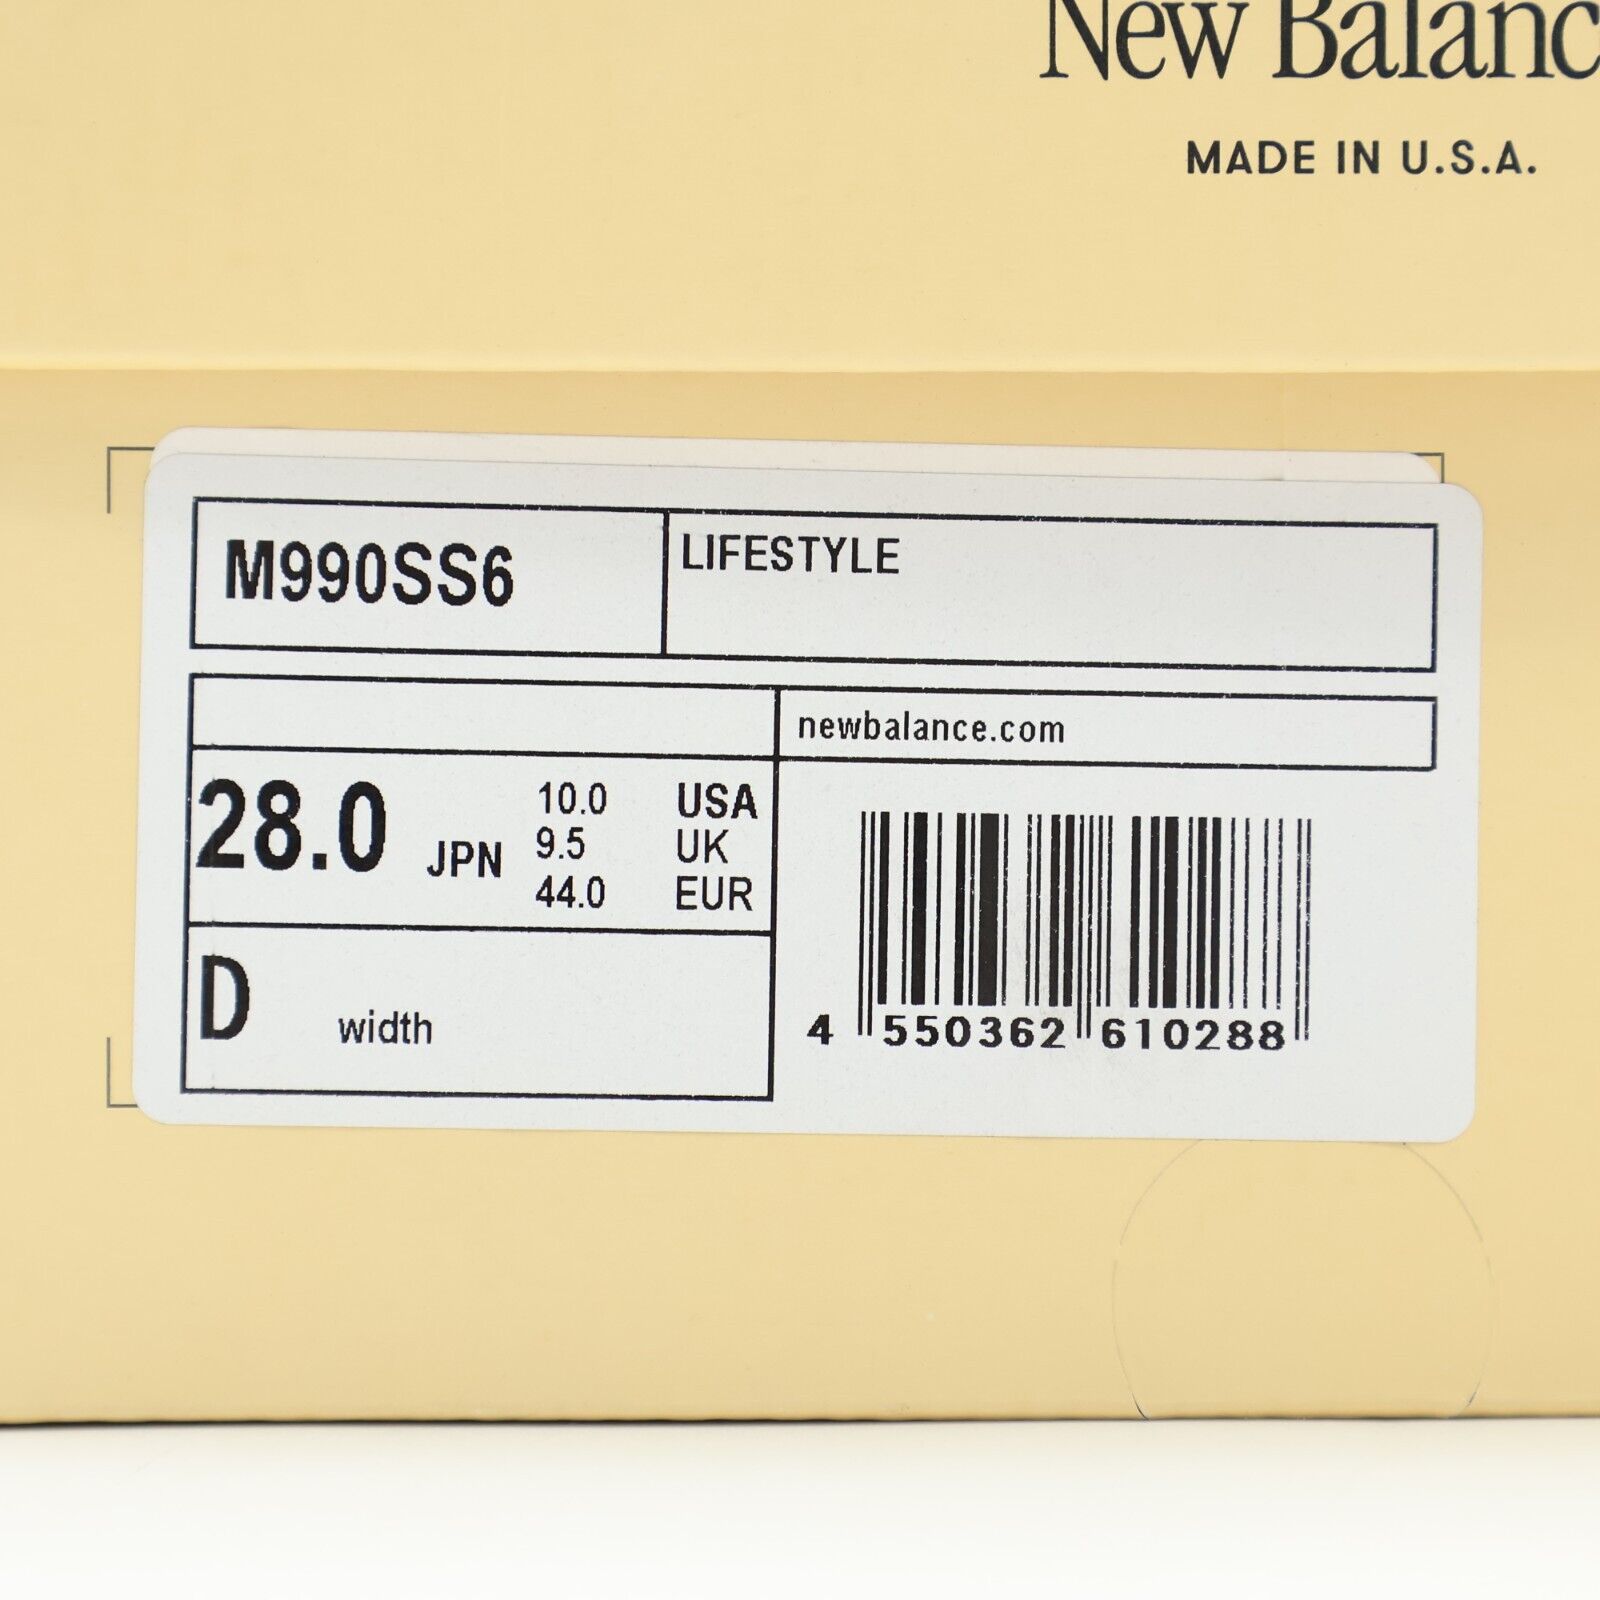 New Balanc
MADE IN U.S.A.
M990SS6
LIFESTYLE
newbalance.com
28.0 JPN
10.0 USA
9.5 UK
44.0 EUR
D width
4 550362 610288